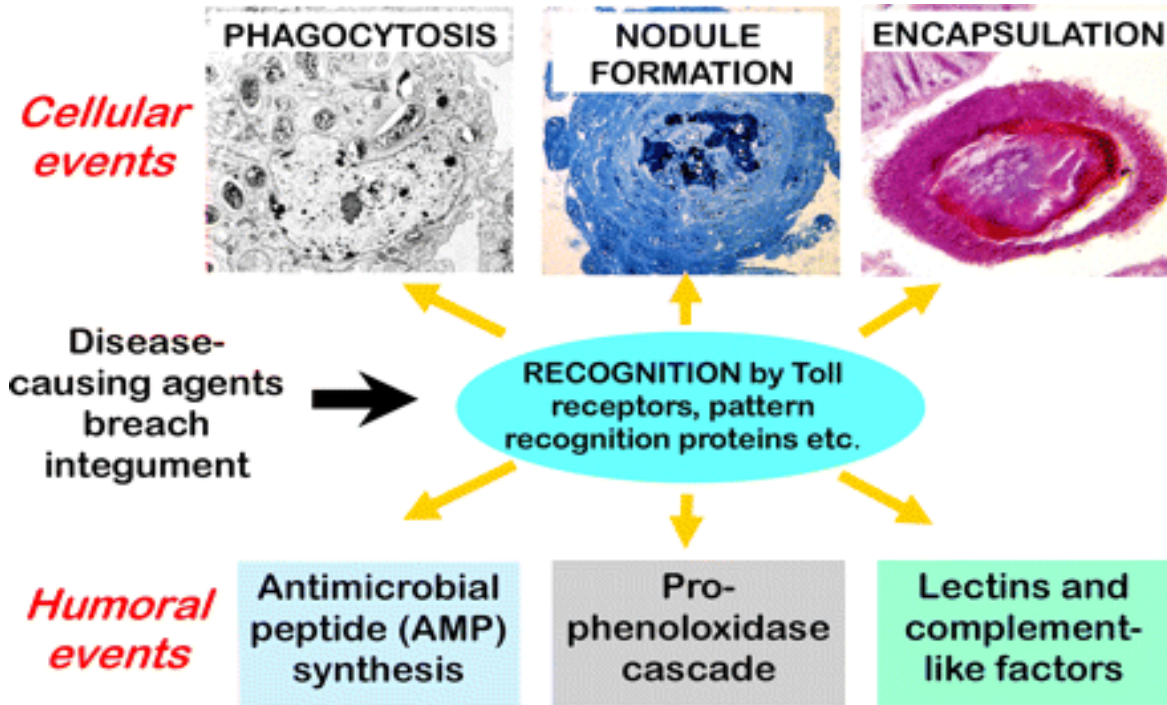 PHAGOCYTOSIS
NODULE
FORMATION
ENCAPSULATION
Cellular
events
Disease-
causing agents
breach
integument
RECOGNITION by Toll
receptors, pattern
recognition proteins etc.
Humoral
events
Antimicrobial
peptide (AMP)
synthesis
Pro-
phenoloxidase
cascade
Lectins and
complement-
like factors